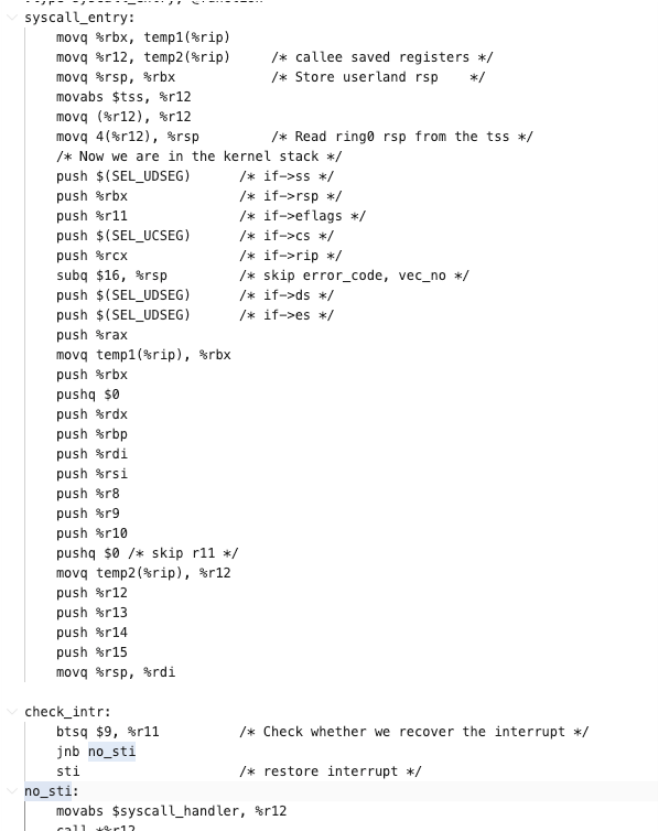 syscall_entry:
movq %rbx, temp1(%rip)
movq %r12, temp2(%rip) /* callee saved registers */
movq %rsp, %rbx /* Store userland rsp */
movabs $tss, %r12
movq (%r12), %r12
movq 4(%r12), %rsp /* Read ring0 rsp from the tss */
/* Now we are in the kernel stack */
push $(SEL_UDSEG) /* if->ss */
push %rbx /* if->rsp */
push %r11 /* if->eflags */
push $(SEL_UCSEG) /* if->cs */
push %rcx /* if->rip */
subq $16, %rsp /* skip error_code, vec_no */
push $(SEL_UDSEG) /* if->ds */
push $(SEL_UDSEG) /* if->es */
push %rax
movq temp1(%rip), %rbx
push %rbx
pushq $0
push %rdx
push %rbp
push %rdi
push %rsi
push %r8
push %r9
push %r10
pushq $0 /* skip r11 */
movq temp2(%rip), %r12
push %r12
push %r13
push %r14
push %r15
movq %rsp, %rdi
check_intr:
btsq $9, %r11 /* Check whether we recover the interrupt */
jnb no_sti
sti /* restore interrupt */
no_sti:
movabs $syscall_handler, %r12
call *%r12